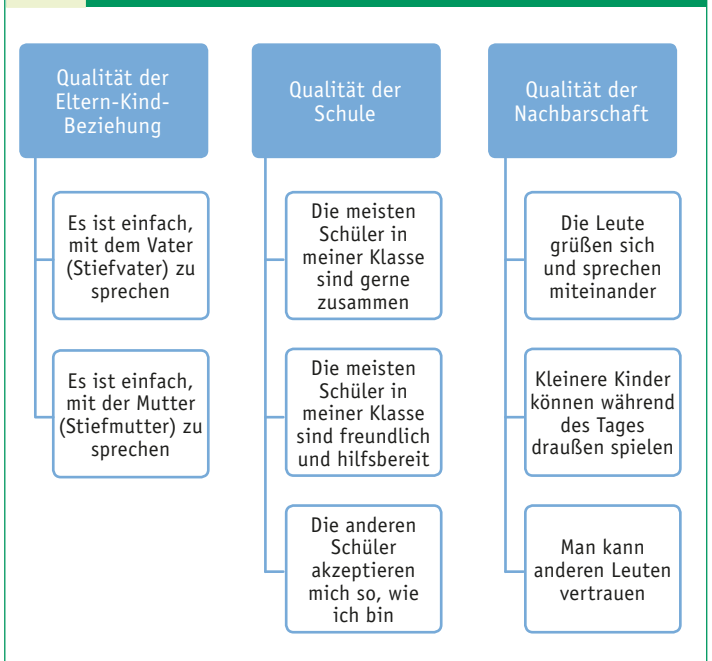 Qualität der
Eltern-Kind-
Beziehung
Es ist einfach,
mit dem Vater
(Stiefvater) zu
sprechen
Es ist einfach,
mit der Mutter
(Stiefmutter) zu
sprechen
Qualität der
Schule
Die meisten
Schüler in
meiner Klasse
sind gerne
zusammen
Die meisten
Schüler in
meiner Klasse
sind freundlich
und hilfsbereit
Die anderen
Schüler
akzeptieren
mich so, wie
ich bin
Qualität der
Nachbarschaft
Die Leute
grüßen sich
und sprechen
miteinander
Kleinere Kinder
können während
des Tages
draußen spielen
Man kann
anderen Leuten
vertrauen